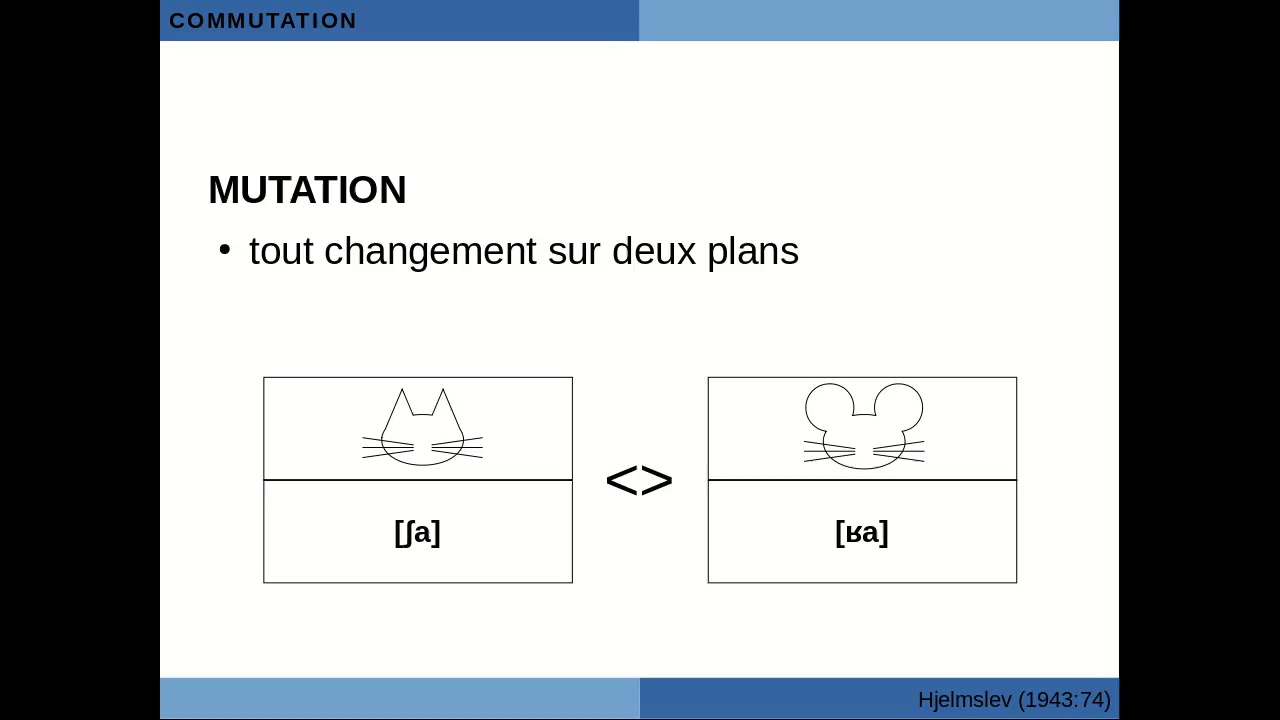 COMMUTATION
MUTATION
• tout changement sur deux plans
<>
[ʃa]
[ʁa]
Hjelmslev (1943:74)